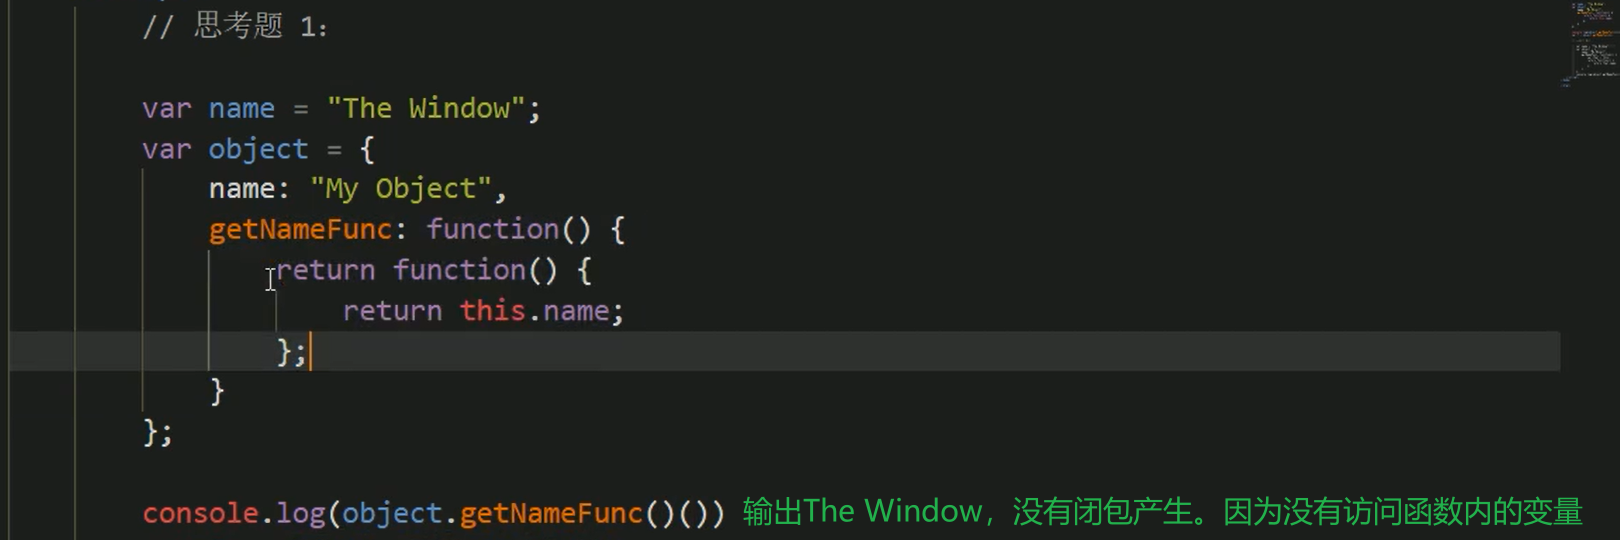 // 思考题 1:
var name = "The Window";
var object = {
name: "My Object",
getNameFunc: function() {
return function() {
return this.name;
};
}
};
console.log(object.getNameFunc()()) 输出The Window，没有闭包产生。因为没有访问函数内的变量